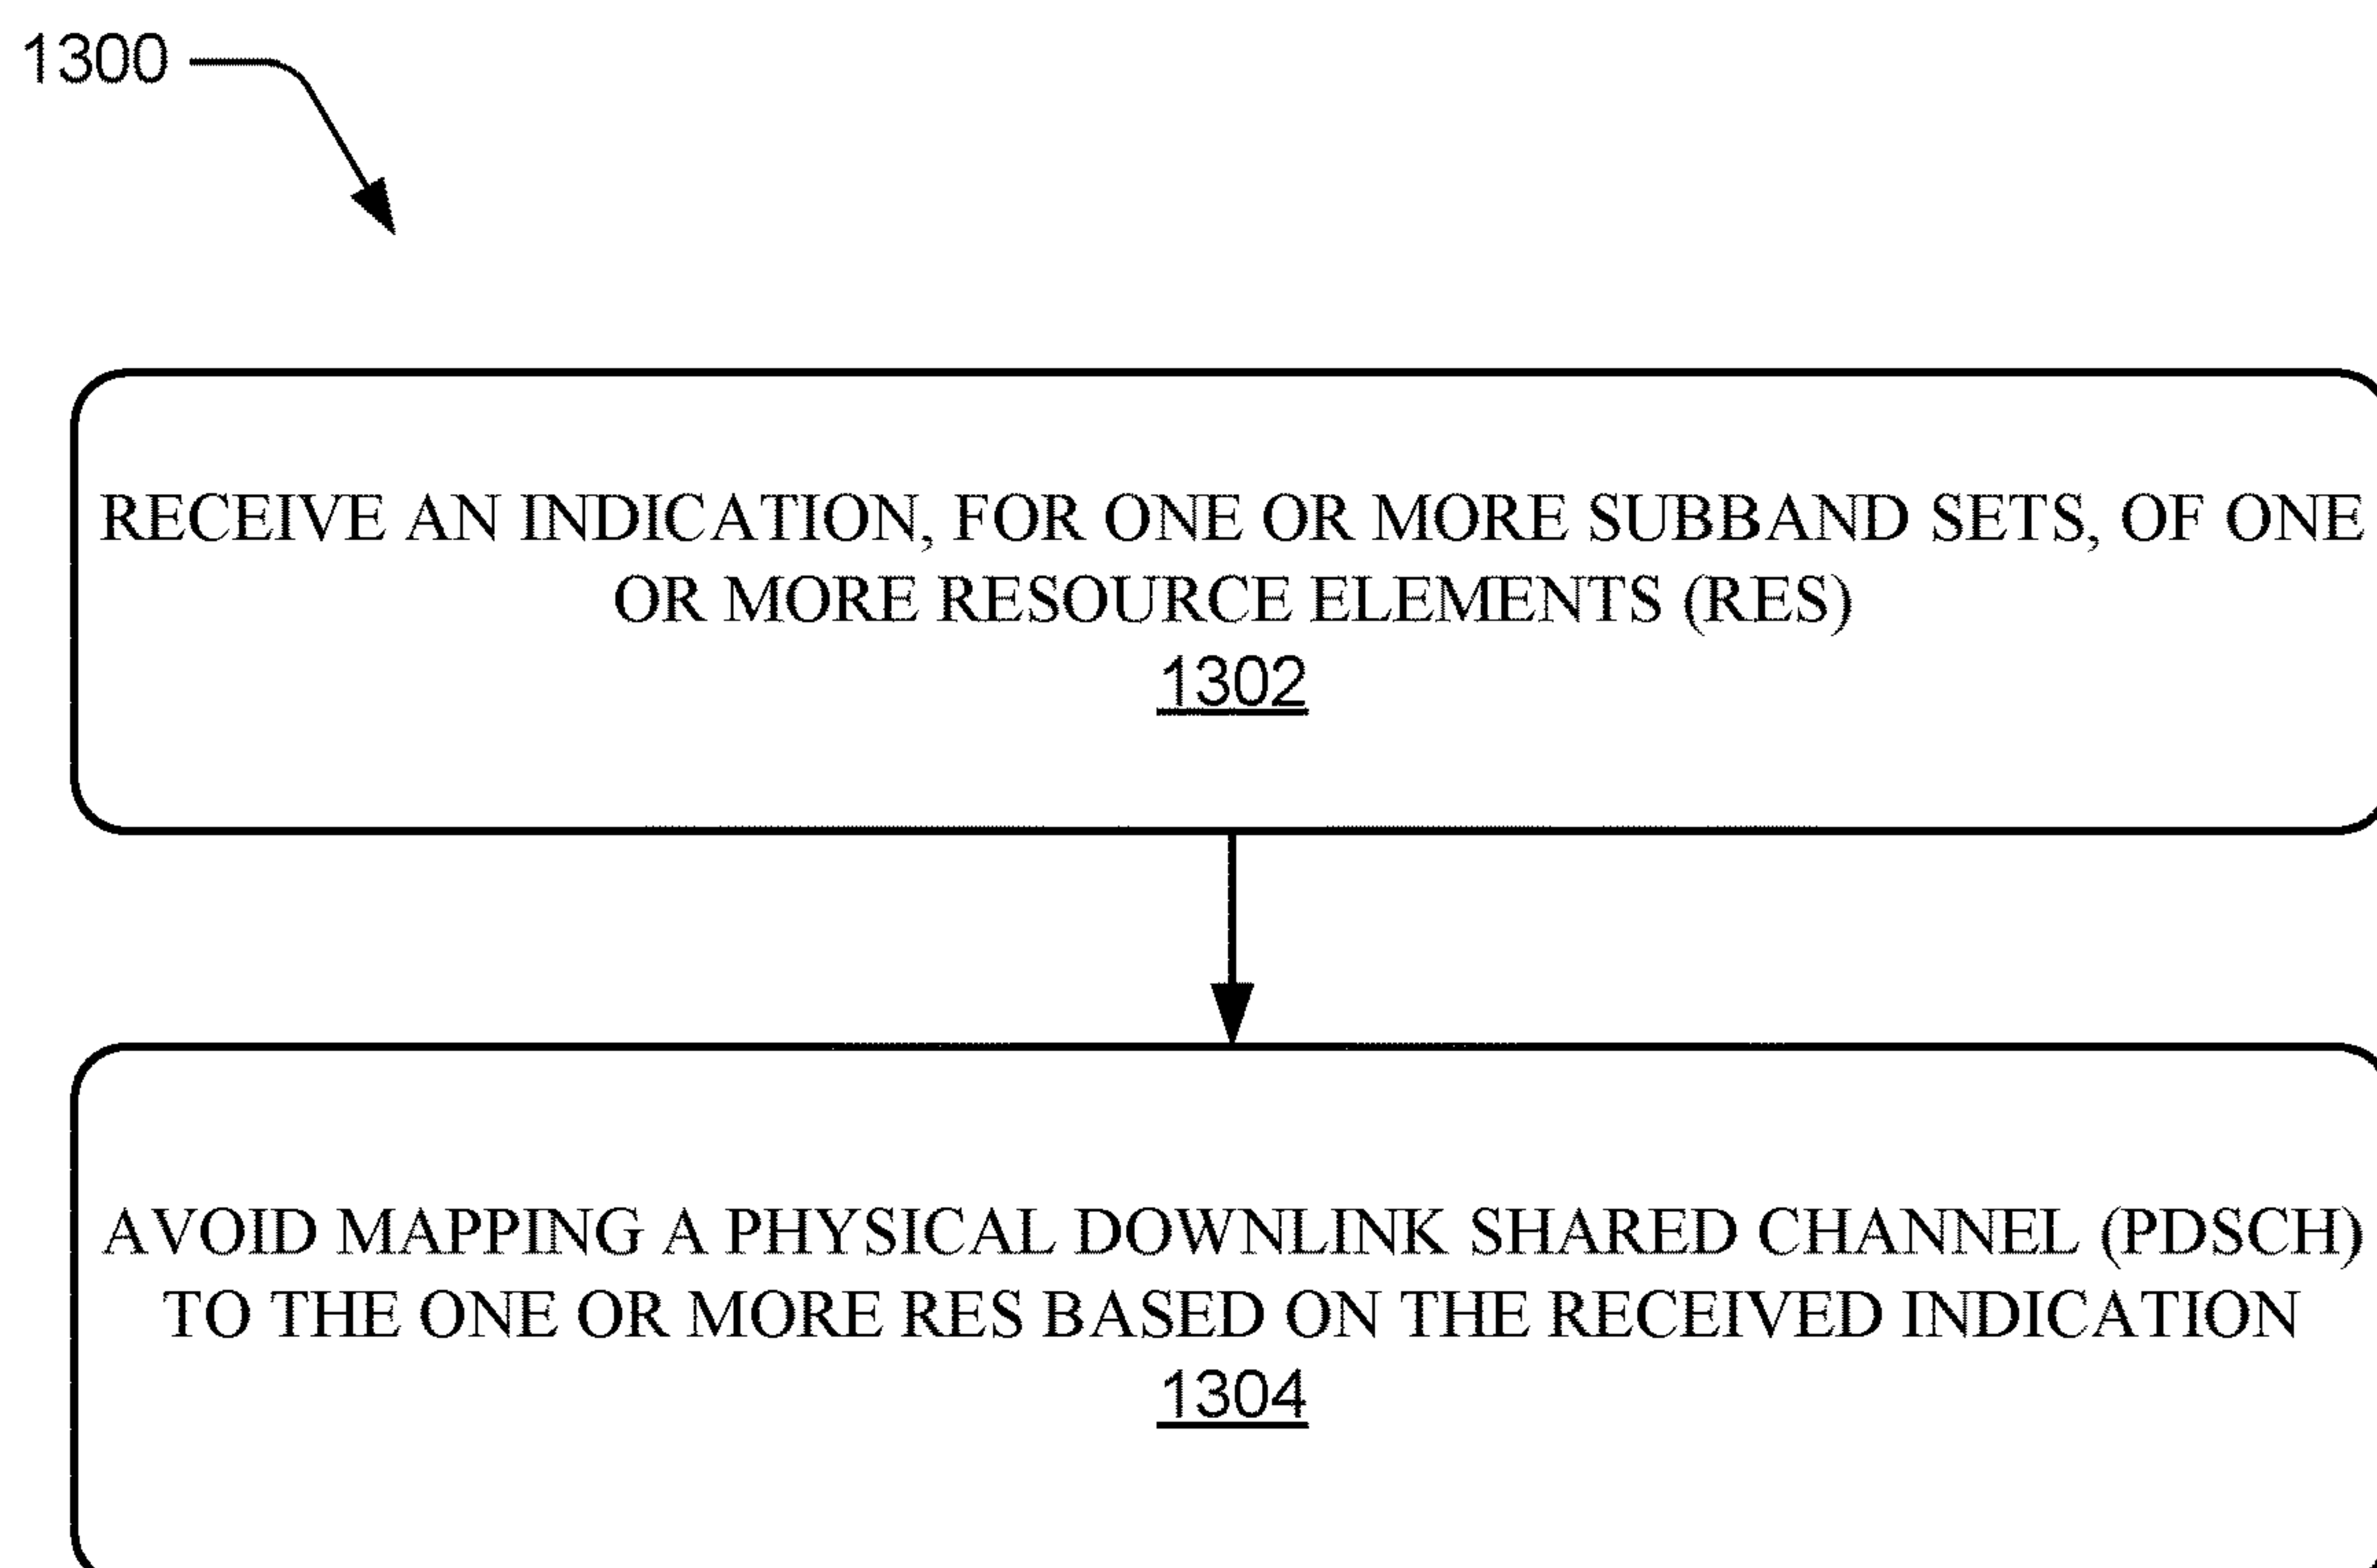 1300
RECEIVE AN INDICATION, FOR ONE OR MORE SUBBAND SETS, OF ONE
OR MORE RESOURCE ELEMENTS (RES)
1302
AVOID MAPPING A PHYSICAL DOWNLINK SHARED CHANNEL (PDSCH)
TO THE ONE OR MORE RES BASED ON THE RECEIVED INDICATION
1304